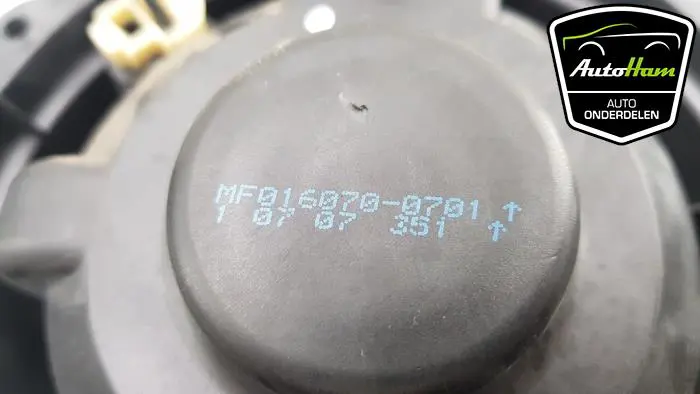 AutoHam
AUTO
ONDERDELEN
MF016070-0701 ↑
1 07 07 351 ↑